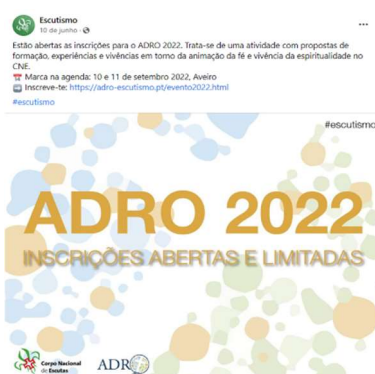 Escutismo
10 de junho ·
Estão abertas as inscrições para o ADRO 2022. Trata-se de uma atividade com propostas de
formação, experiências e vivências em torno da animação da fé e vivência da espiritualidade no
CNE.
Marca na agenda: 10 e 11 de setembro 2022, Aveiro
Inscreve-te: https://adro-escutismo.pt/evento2022.html
#escutismo
#escutismo
ADRO 2022
INSCRIÇÕES ABERTAS E LIMITADAS
Corpo Nacional
de Escutas
ADRO